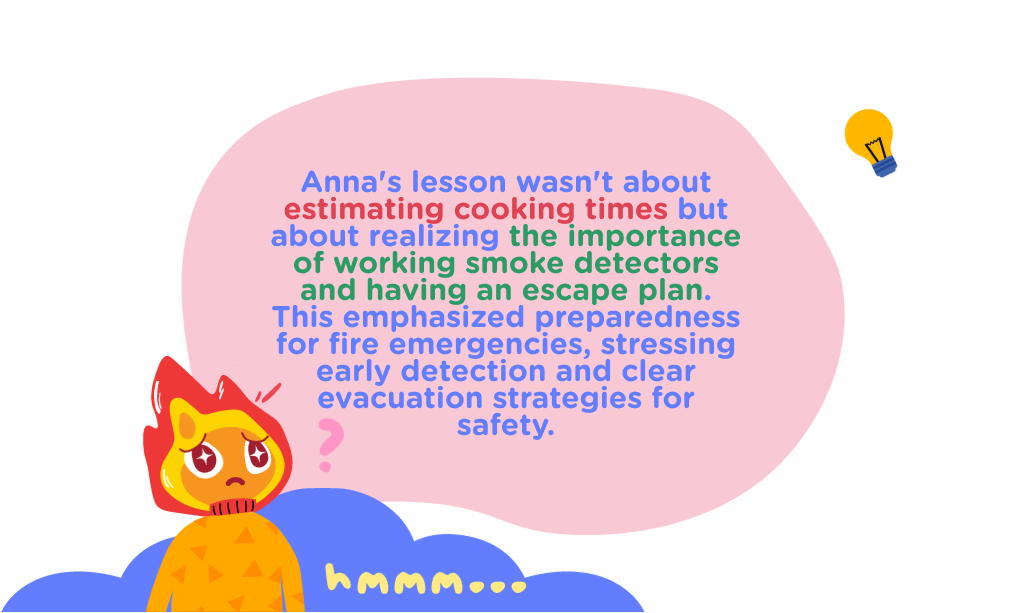 Anna's lesson wasn't about
estimating cooking times but
about realizing the importance
of working smoke detectors
and having an escape plan.
This emphasized preparedness
for fire emergencies, stressing
early detection and clear
evacuation strategies for
safety.
?
hmmm...